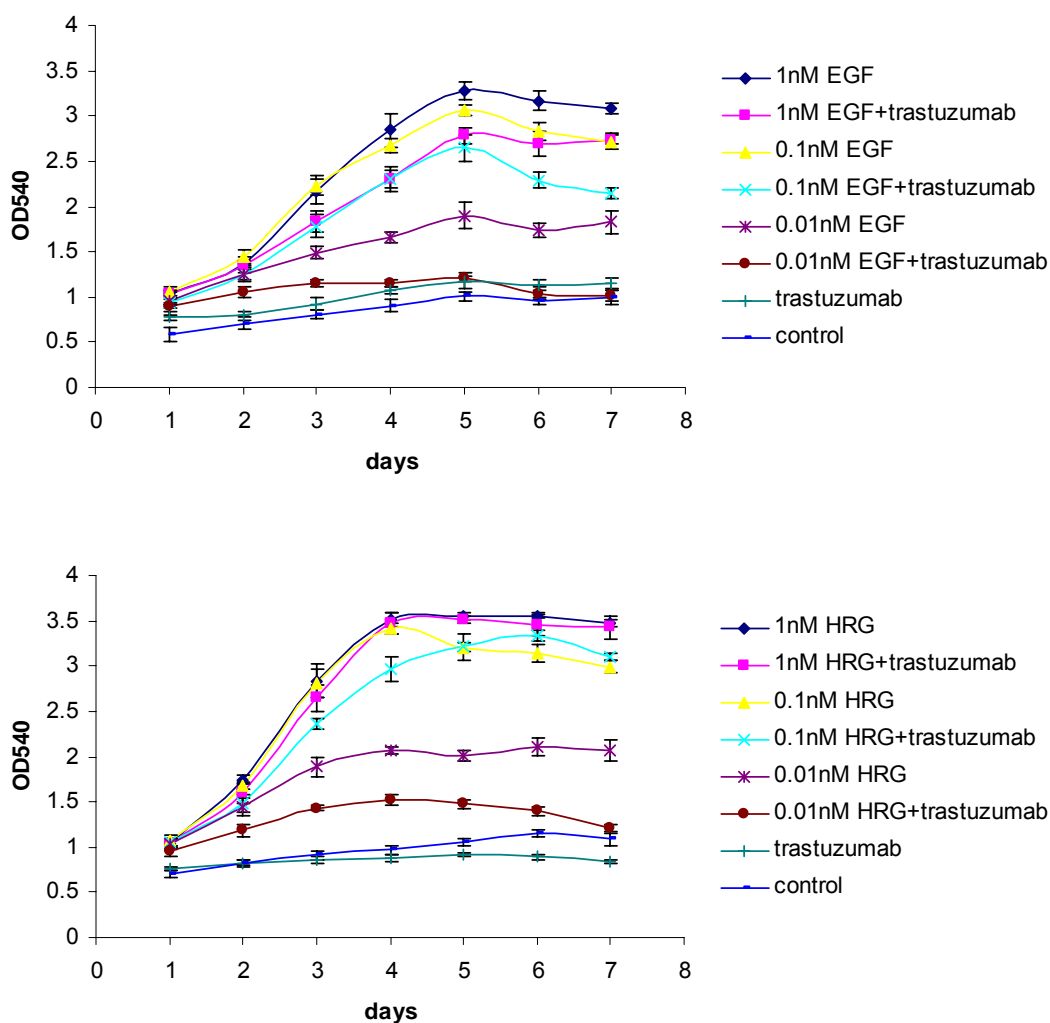 4
3.5
3
2.5
2
1.5
1
0.5
0
OD540
0 1 2 3 4 5 6 7 8
days
1nM EGF
1nM EGF+trastuzumab
0.1nM EGF
0.1nM EGF+trastuzumab
0.01nM EGF
0.01nM EGF+trastuzumab
trastuzumab
control
4
3.5
3
2.5
2
1.5
1
0.5
0
OD540
0 1 2 3 4 5 6 7 8
days
1nM HRG
1nM HRG+trastuzumab
0.1nM HRG
0.1nM HRG+trastuzumab
0.01nM HRG
0.01nM HRG+trastuzumab
trastuzumab
control